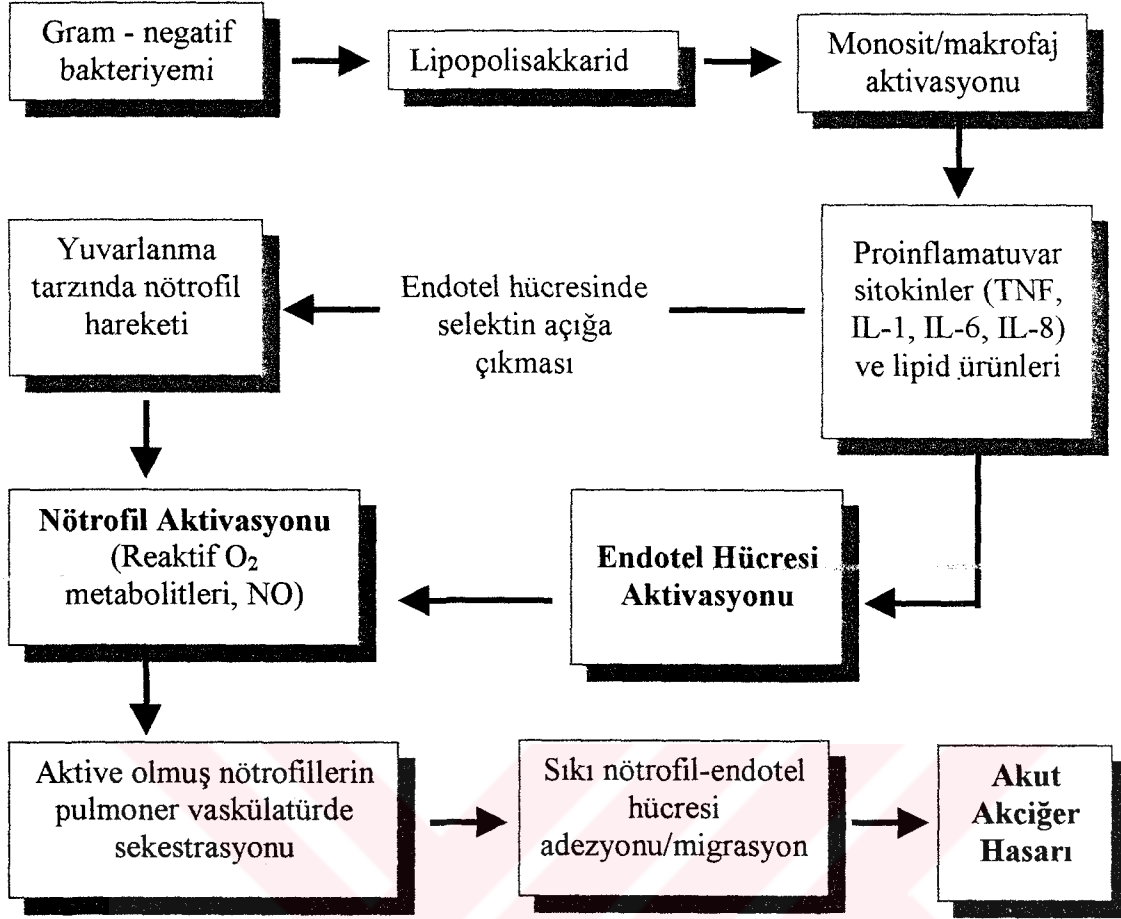 Gram - negatif
bakteriyemi
Lipopolisakkarid
Monosit/makrofaj
aktivasyonu
Proinflamatuvar
sitokinler (TNF,
IL-1, IL-6, IL-8)
ve lipid ürünleri
Endotel hücresinde
selektin açığa
çıkması
Yuvarlanma
tarzında nötrofil
hareketi
Nötrofil Aktivasyonu
(Reaktif O₂
metabolitleri, NO)
Endotel Hücresi
Aktivasyonu
Aktive olmuş nötrofillerin
pulmoner vaskülatürde
sekestrasyonu
Sıkı nötrofil-endotel
hücresi
adezyonu/migrasyon
Akut
Akciğer
Hasarı